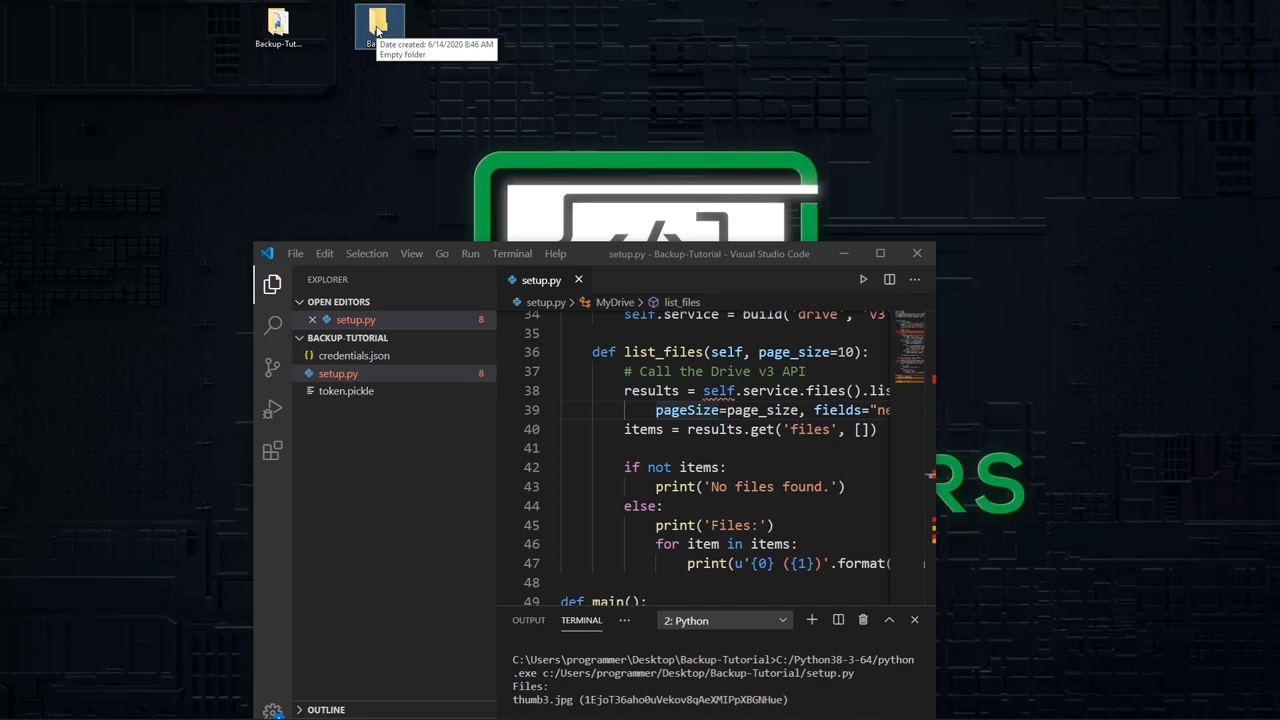 Backup-Tut...
Ba
Date created: 6/14/2020 8:46 AM
Empty folder
</>
RS
File Edit Selection View Go Run Terminal Help
setup.py - Backup-Tutorial - Visual Studio Code
EXPLORER
OPEN EDITORS
setup.py 8
BACKUP-TUTORIAL
{} credentials.json
setup.py 8
token.pickle
OUTLINE
setup.py
setup.py > MyDrive > list_files
34 self.service = build('drive', 'v3
35
36 def list_files(self, page_size=10):
37 # Call the Drive v3 API
38 results = self.service.files().lis
39 pageSize=page_size, fields="ne
40 items = results.get('files', [])
41
42 if not items:
43 print('No files found.')
44 else:
45 print('Files:')
46 for item in items:
47 print(u'{0} ({1})'.format(
48
49 def main():
OUTPUT TERMINAL ... 2: Python
C:\Users\programmer\Desktop\Backup-Tutorial>C:/Python38-3-64/python
.exe c:/Users/programmer/Desktop/Backup-Tutorial/setup.py
Files:
thumb3.jpg (1EjoT36aho0uVekov8qAeXMIPpXBGNHue)